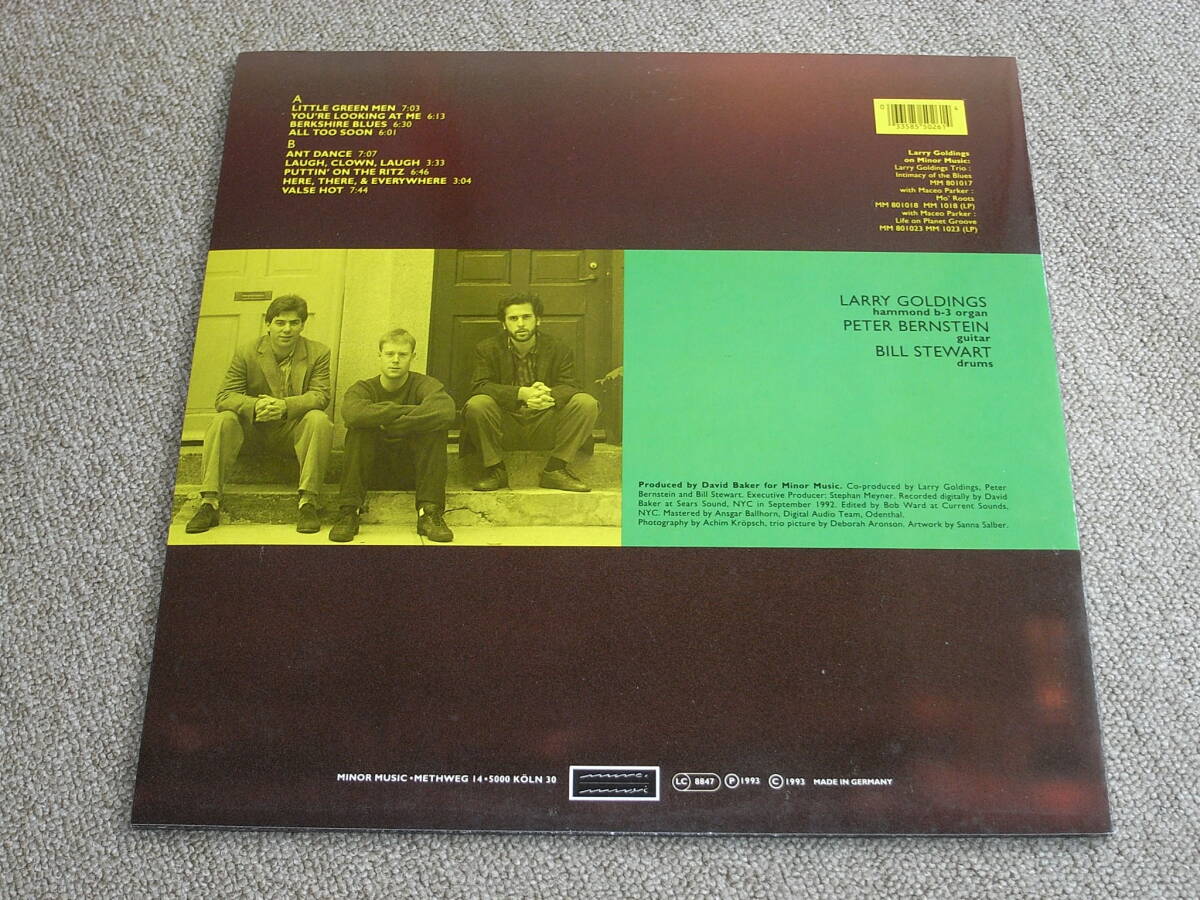 A
LITTLE GREEN MEN 7:03
YOU'RE LOOKING AT ME 6:13
BERKSHIRE BLUES 6:30
ALL TOO SOON 6:01
B
ANT DANCE 7:07
LAUGH, CLOWN, LAUGH 3:33
PUTTIN' ON THE RITZ 6:46
HERE, THERE, & EVERYWHERE 3:04
VALSE HOT 7:44
0 33585 50261 4
Larry Goldings
on Minor Music:
Larry Goldings Trio :
Intimacy of the Blues
MM 801017
with Maceo Parker :
Mo' Roots
MM 801018 MM 1018 (LP)
with Maceo Parker :
Life on Planet Groove
MM 801023 MM 1023 (LP)
LARRY GOLDINGS
hammond b-3 organ
PETER BERNSTEIN
guitar
BILL STEWART
drums
Produced by David Baker for Minor Music. Co-produced by Larry Goldings, Peter
Bernstein and Bill Stewart. Executive Producer: Stephan Meyner. Recorded digitally by David
Baker at Sears Sound, NYC in September 1992. Edited by Bob Ward at Current Sounds,
NYC. Mastered by Ansgar Ballhorn, Digital Audio Team, Odenthal.
Photography by Achim Kröpsch, trio picture by Deborah Aronson. Artwork by Sanna Salber.
MINOR MUSIC • METHWEG 14 • 5000 KÖLN 30
LC 8847 Ⓟ 1993 © 1993 MADE IN GERMANY